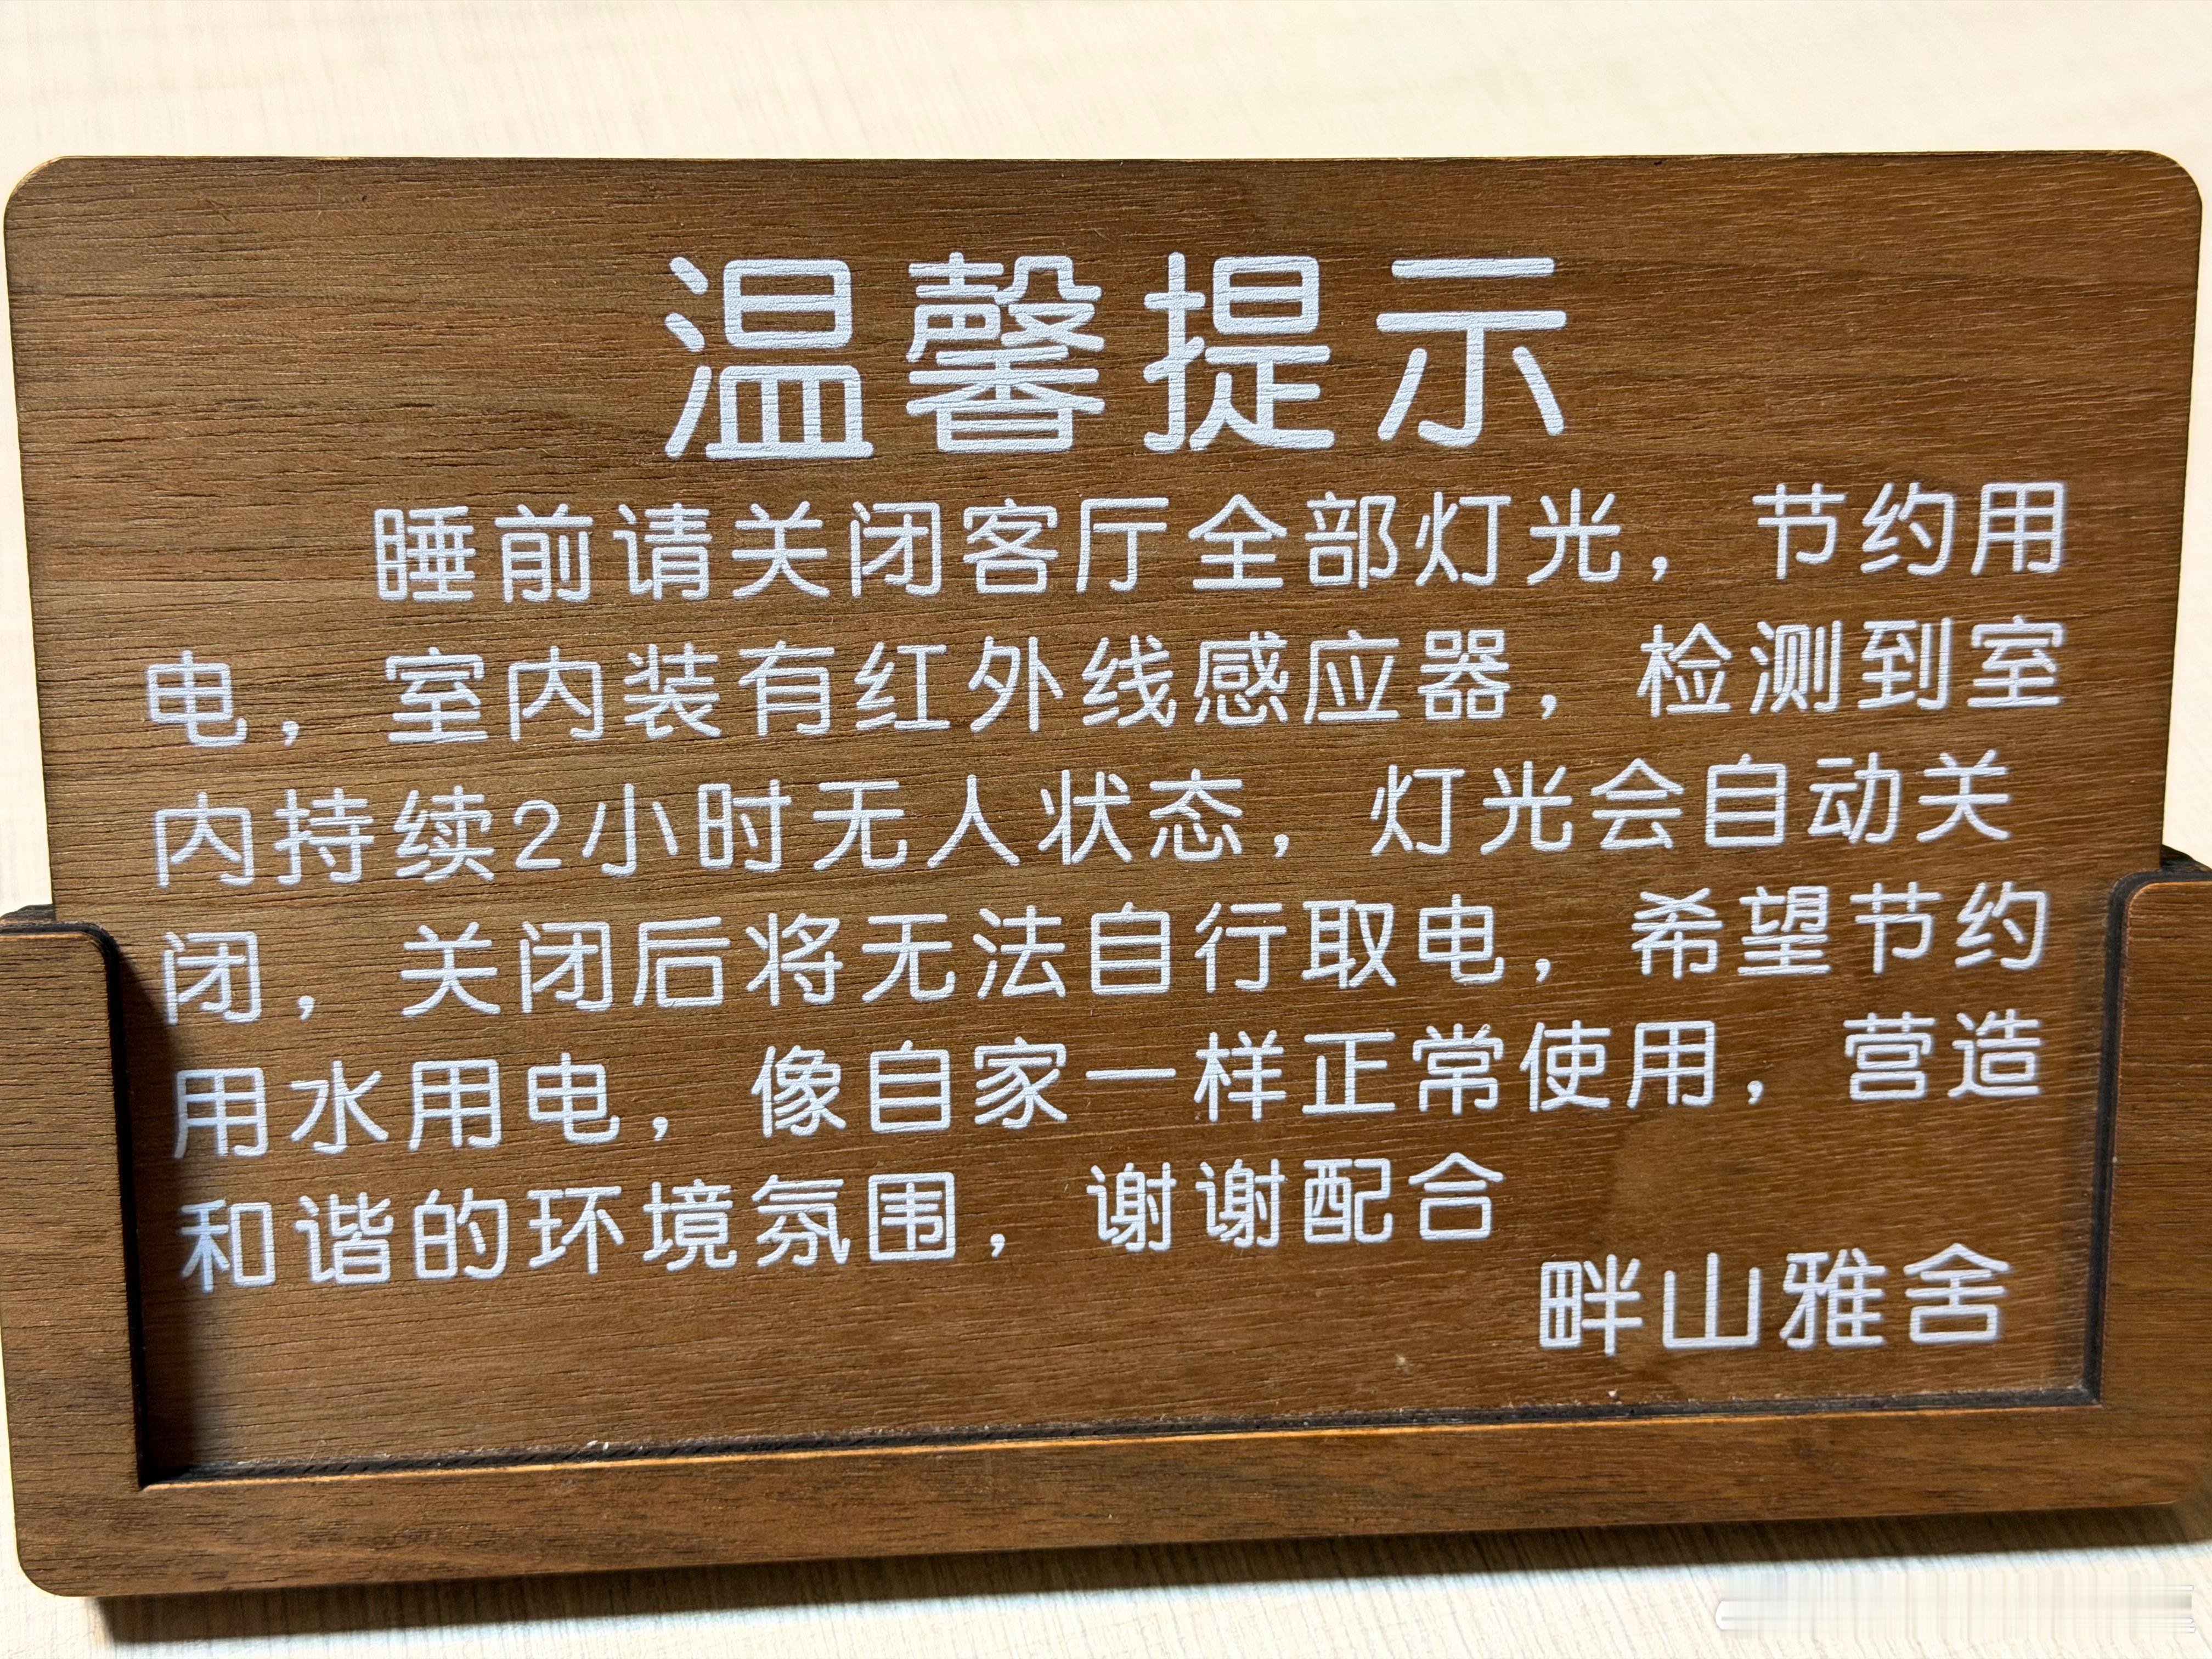 温馨提示
睡前请关闭客厅全部灯光，节约用
电，室内装有红外线感应器，检测到室
内持续2小时无人状态，灯光会自动关
闭，关闭后将无法自行取电，希望节约
用水用电，像自家一样正常使用，营造
和谐的环境氛围，谢谢配合
畔山雅舍